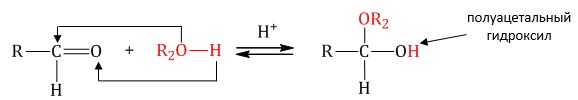 R—C=O + R₂O—H H⁺ R—C—OH
H
OR₂
H
полуацетальный
гидроксил